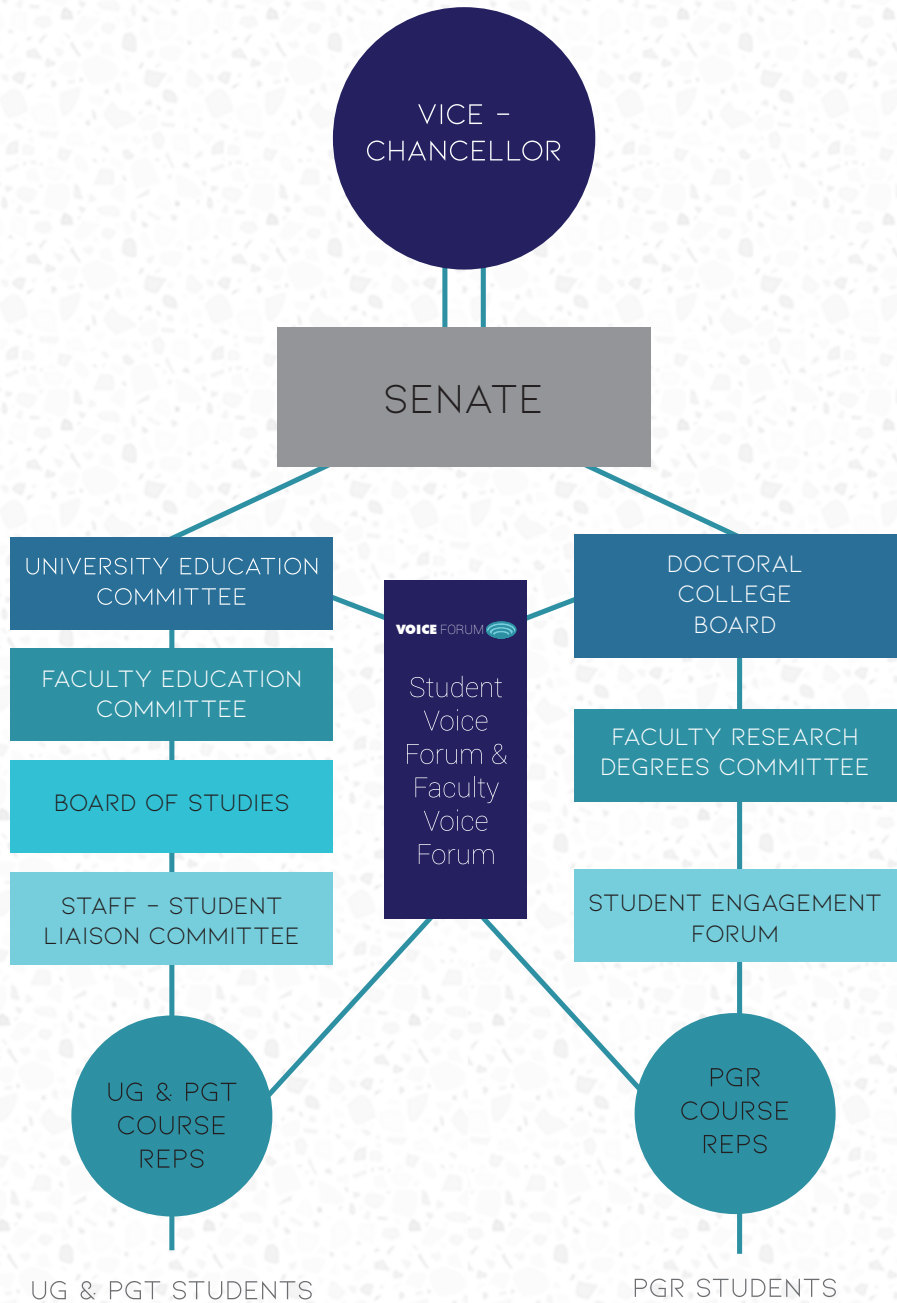 VICE -
CHANCELLOR
SENATE
UNIVERSITY EDUCATION
COMMITTEE
FACULTY EDUCATION
COMMITTEE
BOARD OF STUDIES
STAFF - STUDENT
LIAISON COMMITTEE
UG & PGT
COURSE
REPS
UG & PGT STUDENTS
VOICE FORUM
Student
Voice
Forum &
Faculty
Voice
Forum
DOCTORAL
COLLEGE
BOARD
FACULTY RESEARCH
DEGREES COMMITTEE
STUDENT ENGAGEMENT
FORUM
PGR
COURSE
REPS
PGR STUDENTS